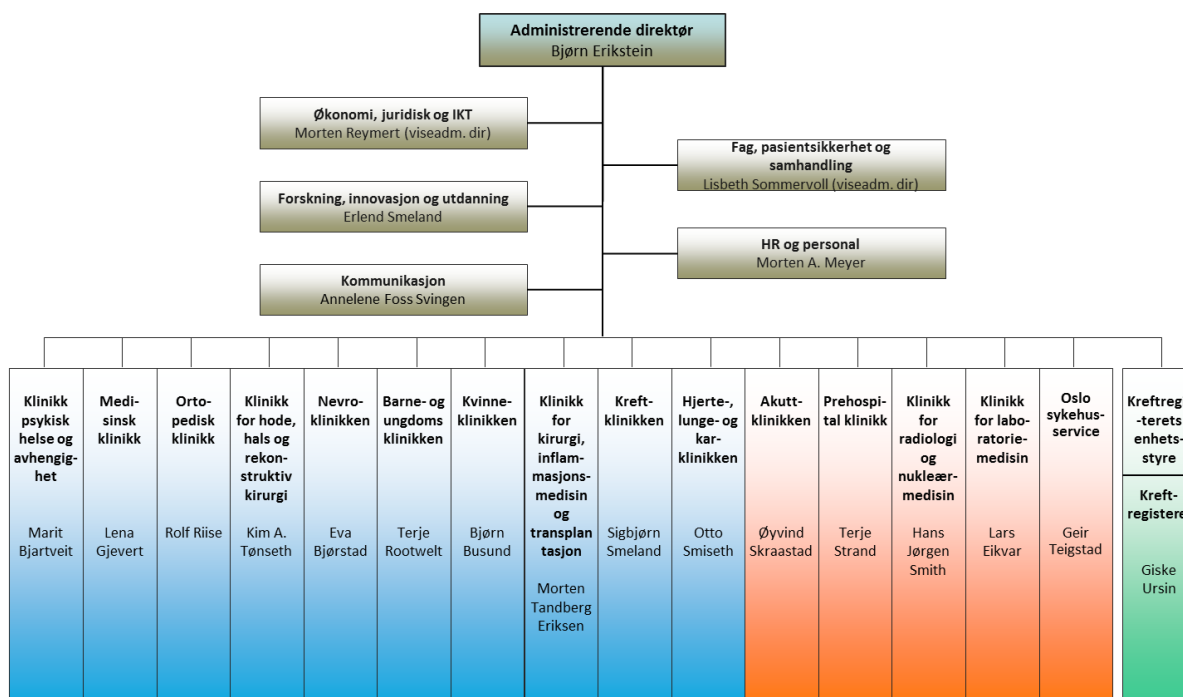 Administrerende direktør
Bjørn Erikstein
Økonomi, juridisk og IKT
Morten Reymert (viseadm. dir)
Fag, pasientsikkerhet og
samhandling
Lisbeth Sommervoll (viseadm. dir)
Forskning, innovasjon og utdanning
Erlend Smeland
HR og personal
Morten A. Meyer
Kommunikasjon
Annelene Foss Svingen
Klinikk
psykisk
helse og
avhengig-
het
Marit
Bjartveit
Medi-
sinsk
klinikk
Lena
Gjevert
Orto-
pedisk
klinikk
Rolf Riise
Klinikk
for hode,
hals og
rekon-
struktiv
kirurgi
Kim A.
Tønseth
Nevro-
klinikken
Eva
Bjørstad
Barne- og
ungdoms
klinikken
Terje
Rootwelt
Kvinne-
klinikken
Bjørn
Busund
Klinikk
for
kirurgi,
inflam-
masjons-
medisin
og
transplan
tasjon
Morten
Tandberg
Eriksen
Kreft-
klinikken
Sigbjørn
Smeland
Hjerte-,
lunge- og
kar-
klinikken
Otto
Smiseth
Akutt-
klinikken
Øyvind
Skraastad
Prehospi-
tal klinikk
Terje
Strand
Klinikk
for
radiologi
og
nukleær-
medisin
Hans
Jørgen
Smith
Klinikk
for labo-
ratorie-
medisin
Lars
Eikvar
Oslo
sykehus-
service
Geir
Teigstad
Kreftreg
-terets
enhets-
styre
Kreft-
registere
Giske
Ursin